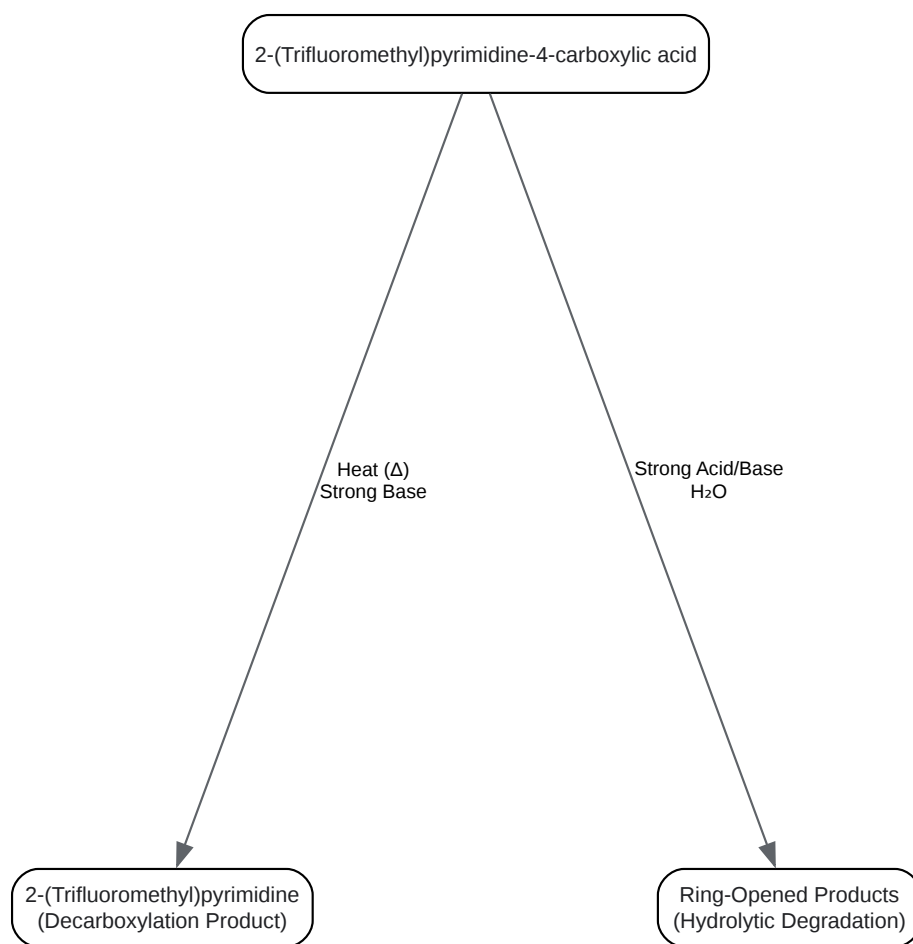 2-(Trifluoromethyl)pyrimidine-4-carboxylic acid
Heat (Δ)
Strong Base
Strong Acid/Base
H₂O
2-(Trifluoromethyl)pyrimidine
(Decarboxylation Product)
Ring-Opened Products
(Hydrolytic Degradation)